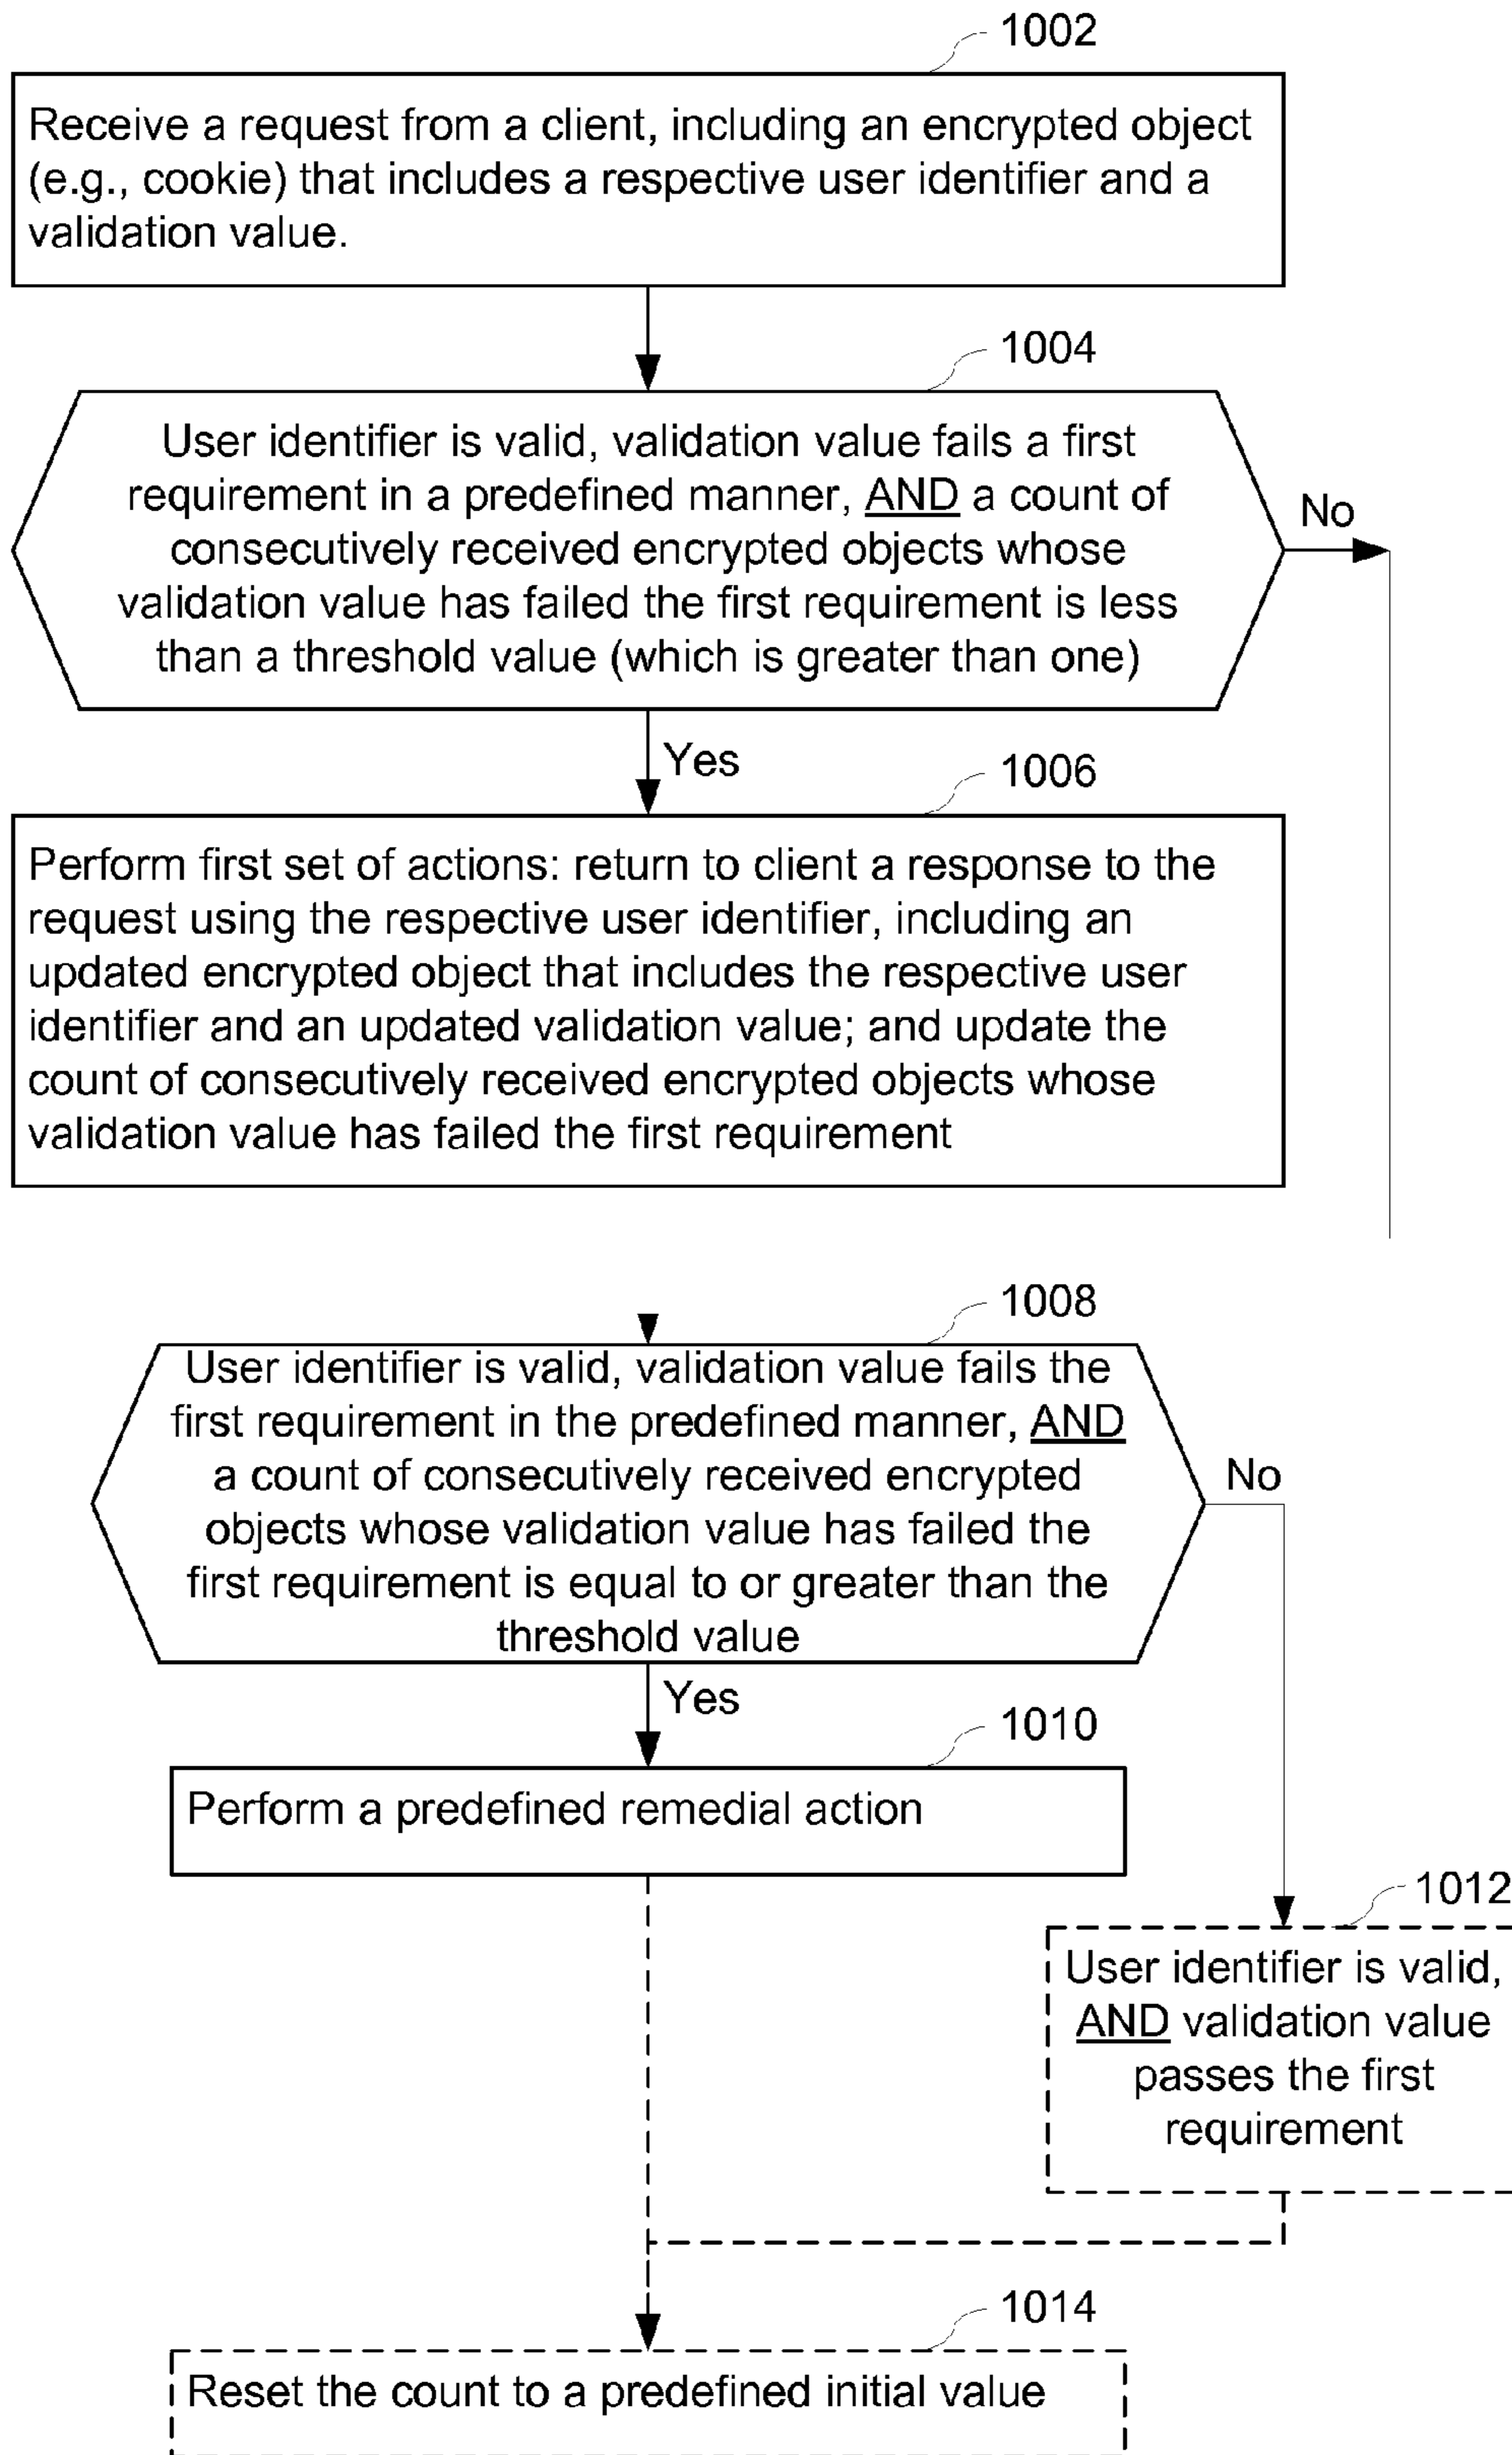 1002
Receive a request from a client, including an encrypted object
(e.g., cookie) that includes a respective user identifier and a
validation value.
1004
User identifier is valid, validation value fails a first
requirement in a predefined manner, AND a count of
consecutively received encrypted objects whose
validation value has failed the first requirement is less
than a threshold value (which is greater than one)
No
Yes
1006
Perform first set of actions: return to client a response to the
request using the respective user identifier, including an
updated encrypted object that includes the respective user
identifier and an updated validation value; and update the
count of consecutively received encrypted objects whose
validation value has failed the first requirement
1008
User identifier is valid, validation value fails the
first requirement in the predefined manner, AND
a count of consecutively received encrypted
objects whose validation value has failed the
first requirement is equal to or greater than the
threshold value
No
Yes
1010
Perform a predefined remedial action
1012
User identifier is valid,
AND validation value
passes the first
requirement
1014
Reset the count to a predefined initial value